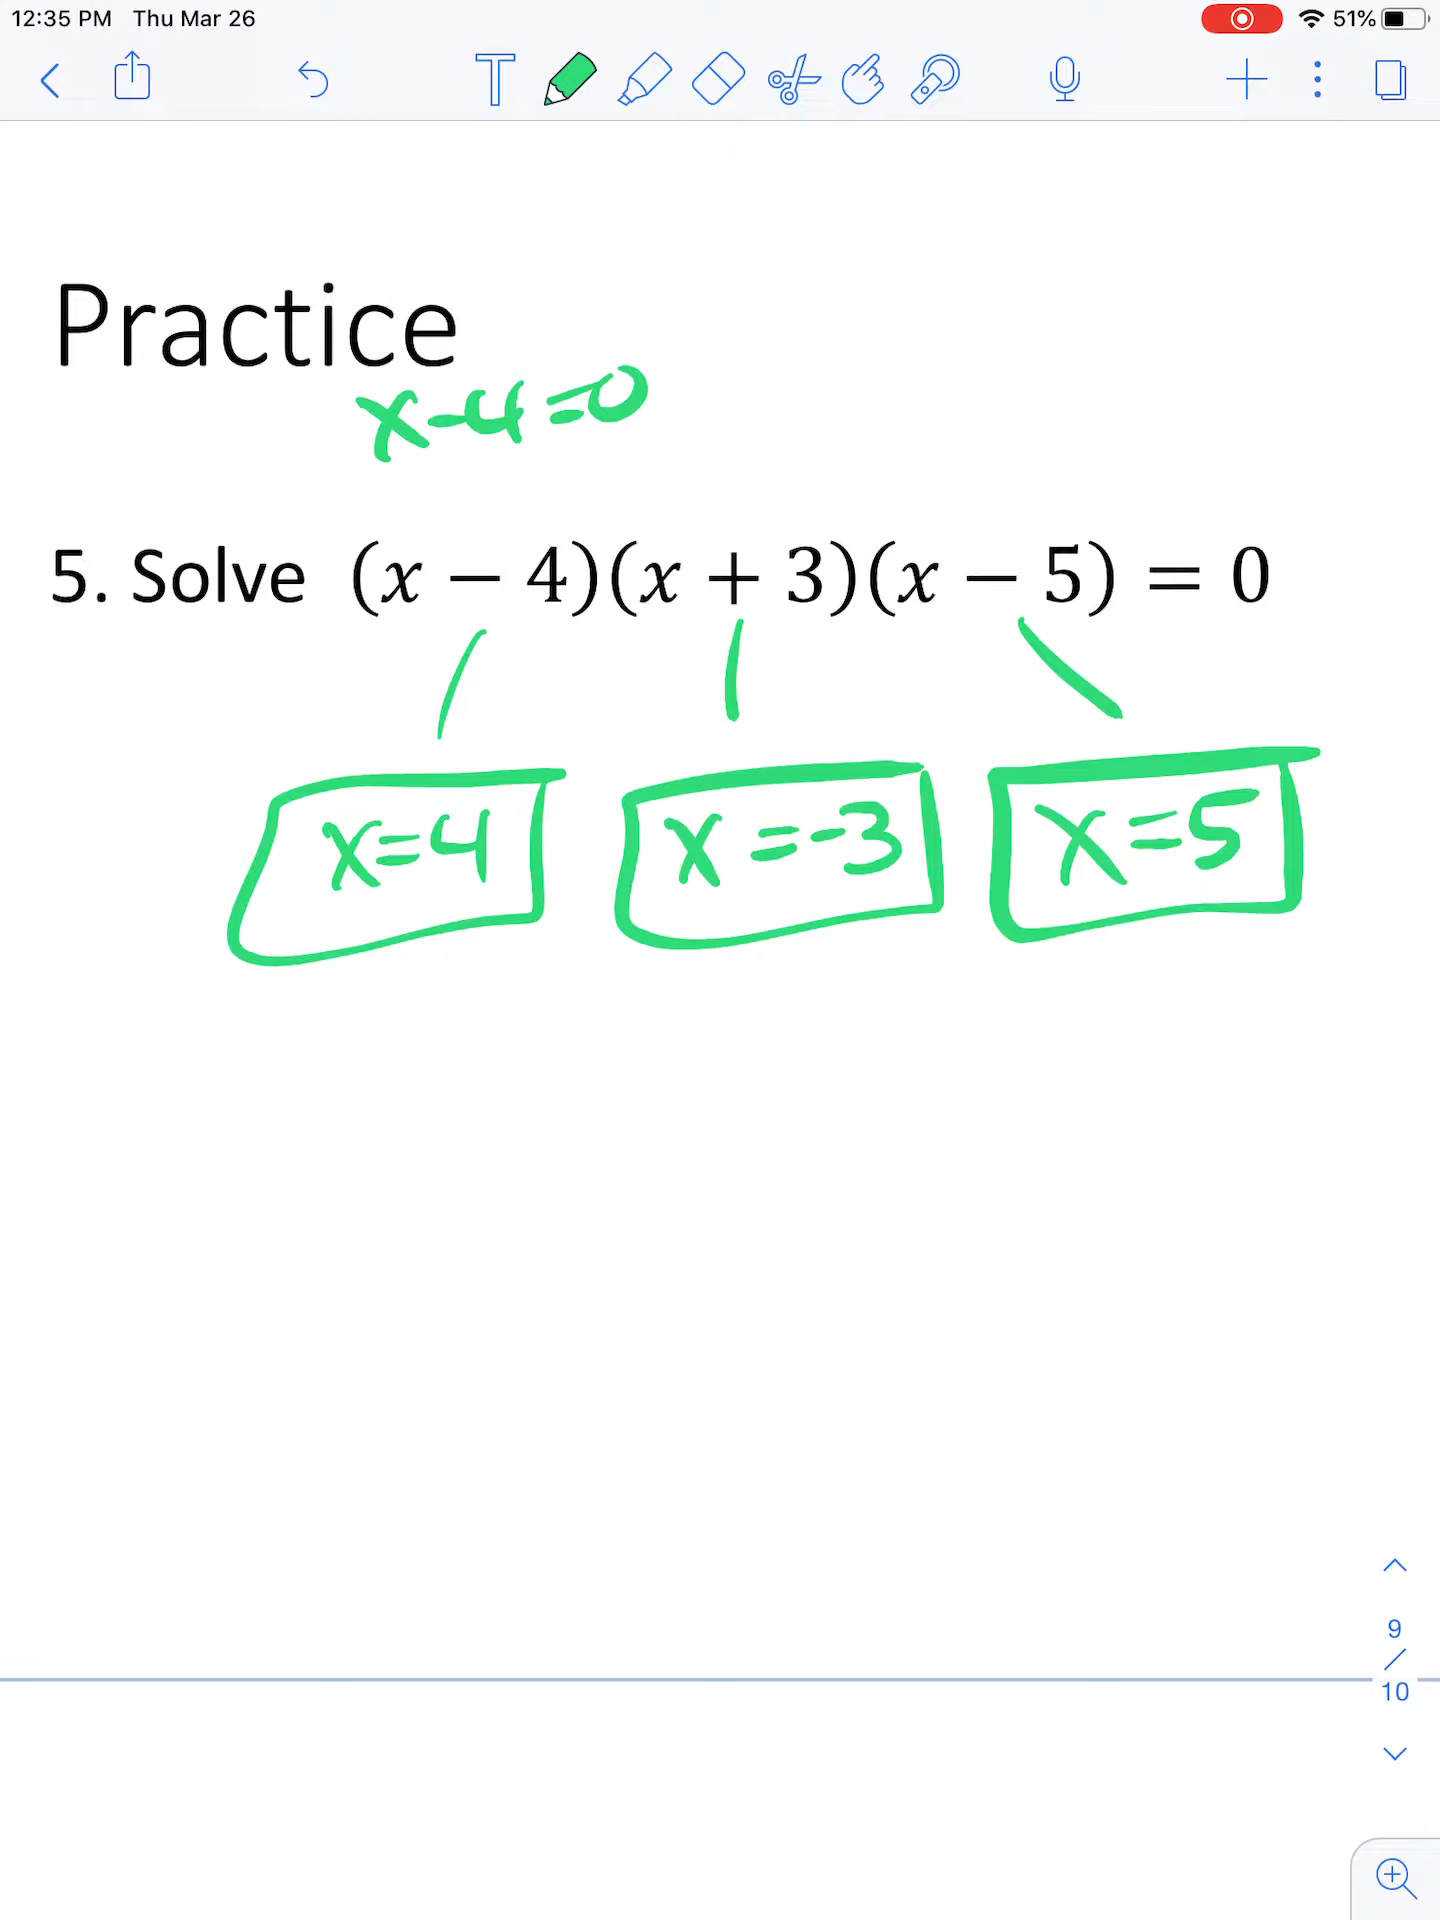 12:35 PM Thu Mar 26 51%
T
Practice
x-4=0
5. Solve (x − 4)(x + 3)(x − 5) = 0
x=4 x=-3 x=5
9
/
10